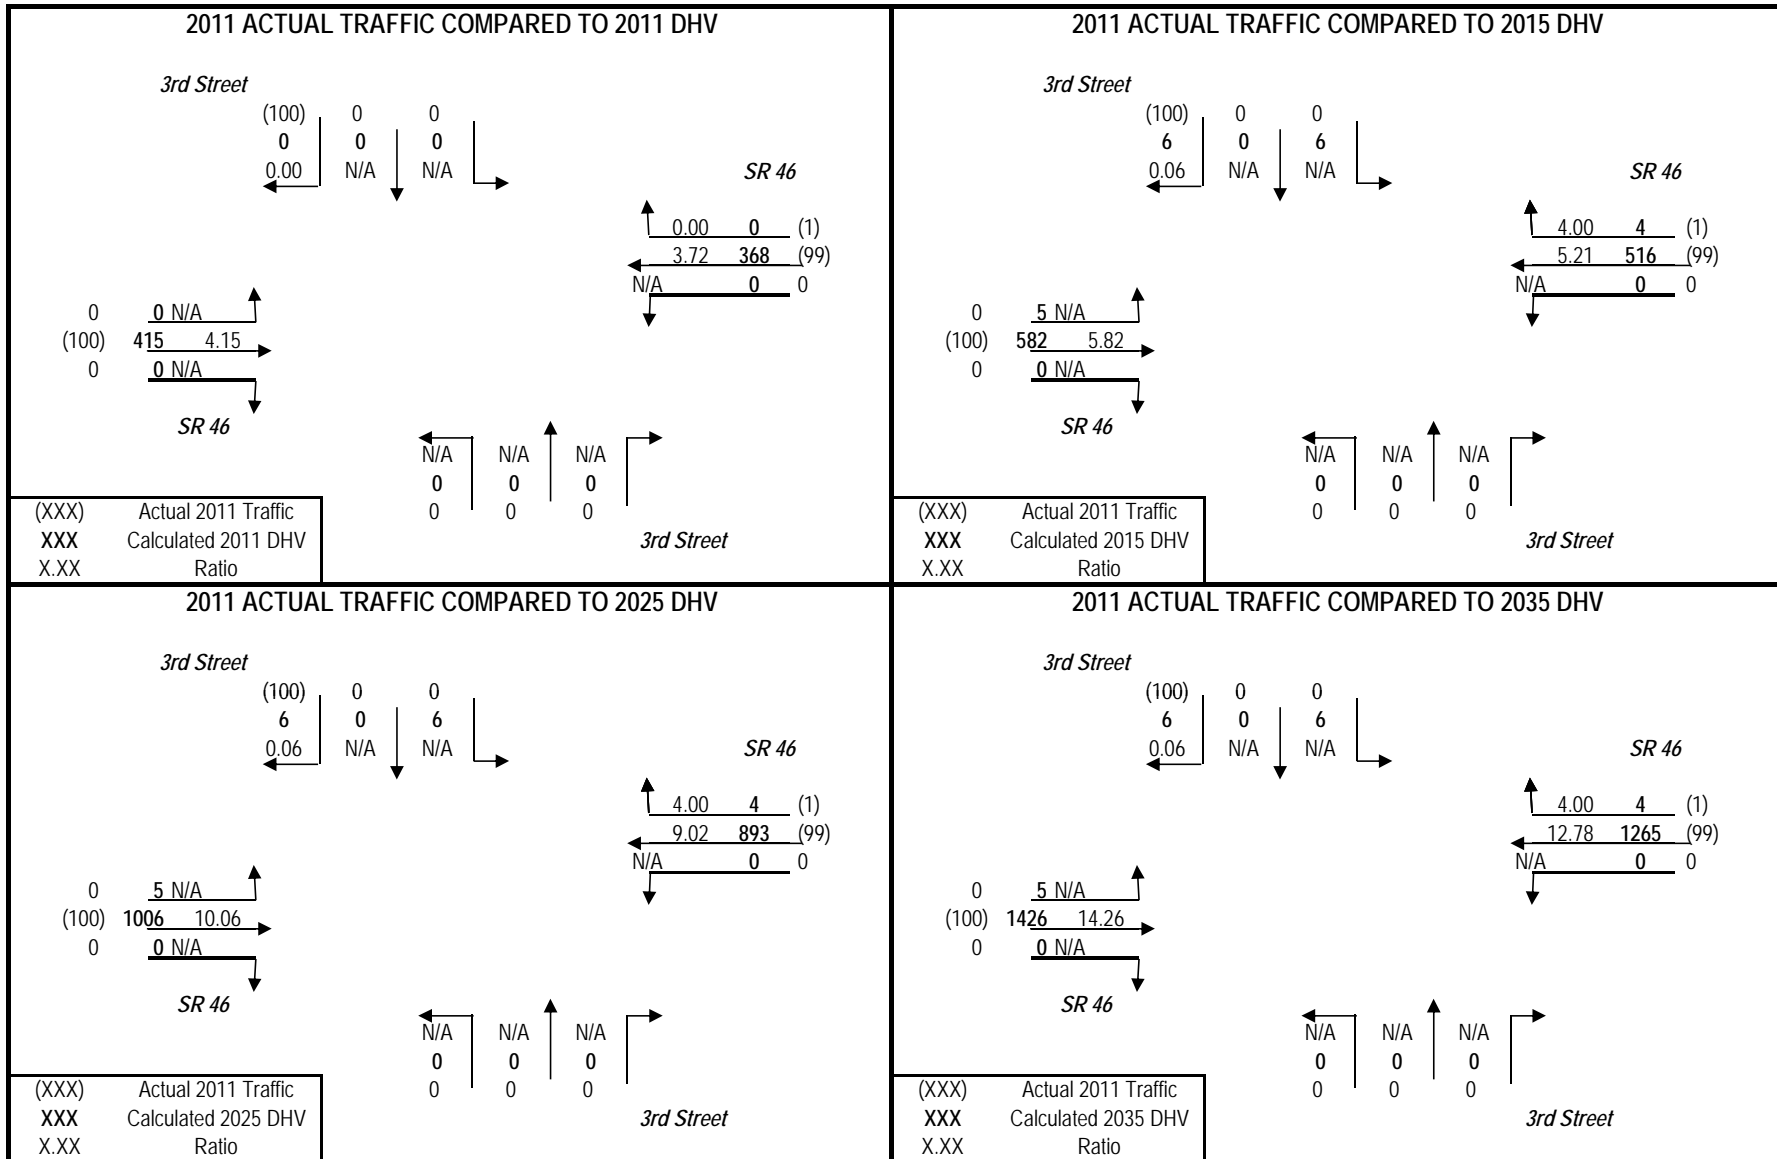 2011 ACTUAL TRAFFIC COMPARED TO 2011 DHV
3rd Street
(100) 0 0
0 0 0
0.00 N/A N/A
SR 46
0.00 0 (1)
3.72 368 (99)
N/A 0 0
0 0 N/A
(100) 415 4.15
0 0 N/A
SR 46
N/A N/A N/A
0 0 0
0 0 0
3rd Street
(XXX) Actual 2011 Traffic
XXX Calculated 2011 DHV
X.XX Ratio
2011 ACTUAL TRAFFIC COMPARED TO 2015 DHV
3rd Street
(100) 0 0
6 0 6
0.06 N/A N/A
SR 46
4.00 4 (1)
5.21 516 (99)
N/A 0 0
0 5 N/A
(100) 582 5.82
0 0 N/A
SR 46
N/A N/A N/A
0 0 0
0 0 0
3rd Street
(XXX) Actual 2011 Traffic
XXX Calculated 2015 DHV
X.XX Ratio
2011 ACTUAL TRAFFIC COMPARED TO 2025 DHV
3rd Street
(100) 0 0
6 0 6
0.06 N/A N/A
SR 46
4.00 4 (1)
9.02 893 (99)
N/A 0 0
0 5 N/A
(100) 1006 10.06
0 0 N/A
SR 46
N/A N/A N/A
0 0 0
0 0 0
3rd Street
(XXX) Actual 2011 Traffic
XXX Calculated 2025 DHV
X.XX Ratio
2011 ACTUAL TRAFFIC COMPARED TO 2035 DHV
3rd Street
(100) 0 0
6 0 6
0.06 N/A N/A
SR 46
4.00 4 (1)
12.78 1265 (99)
N/A 0 0
0 5 N/A
(100) 1426 14.26
0 0 N/A
SR 46
N/A N/A N/A
0 0 0
0 0 0
3rd Street
(XXX) Actual 2011 Traffic
XXX Calculated 2035 DHV
X.XX Ratio